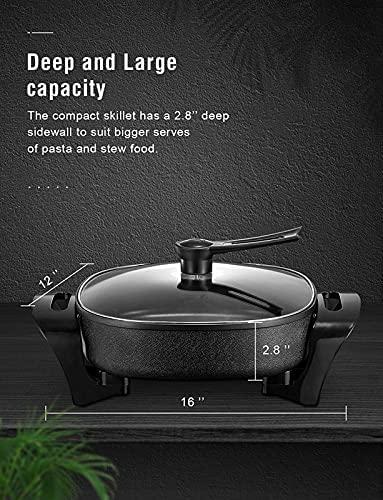 Deep and Large
capacity
The compact skillet has a 2.8’’ deep
sidewall to suit bigger serves
of pasta and stew food.
12 ’’
2.8 ’’
16 ’’